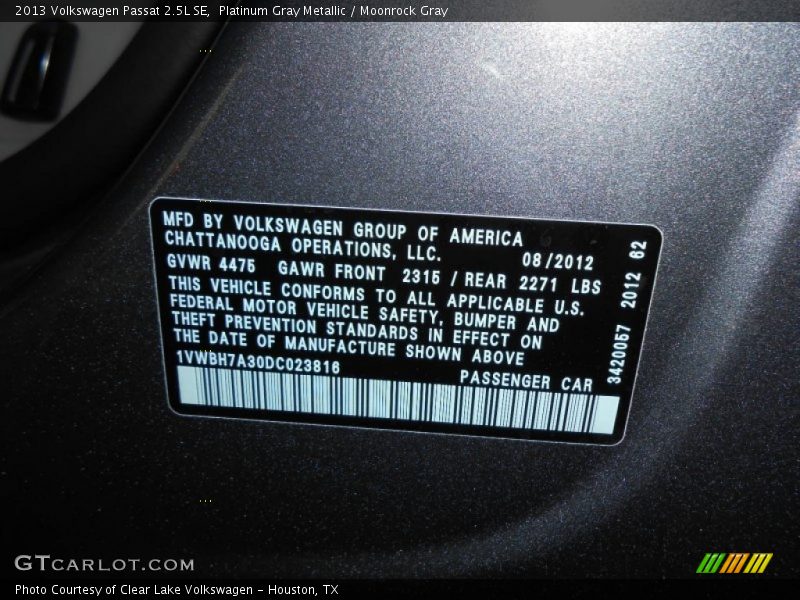 2013 Volkswagen Passat 2.5L SE, Platinum Gray Metallic / Moonrock Gray
MFD BY VOLKSWAGEN GROUP OF AMERICA
CHATTANOOGA OPERATIONS, LLC.
08/2012
GVWR 4475 GAWR FRONT 2315 / REAR 2271 LBS
THIS VEHICLE CONFORMS TO ALL APPLICABLE U.S.
FEDERAL MOTOR VEHICLE SAFETY, BUMPER AND
THEFT PREVENTION STANDARDS IN EFFECT ON
THE DATE OF MANUFACTURE SHOWN ABOVE
1VWBH7A30DC023816
PASSENGER CAR
3420057 2012 62
GTCARLOT.COM
Photo Courtesy of Clear Lake Volkswagen - Houston, TX